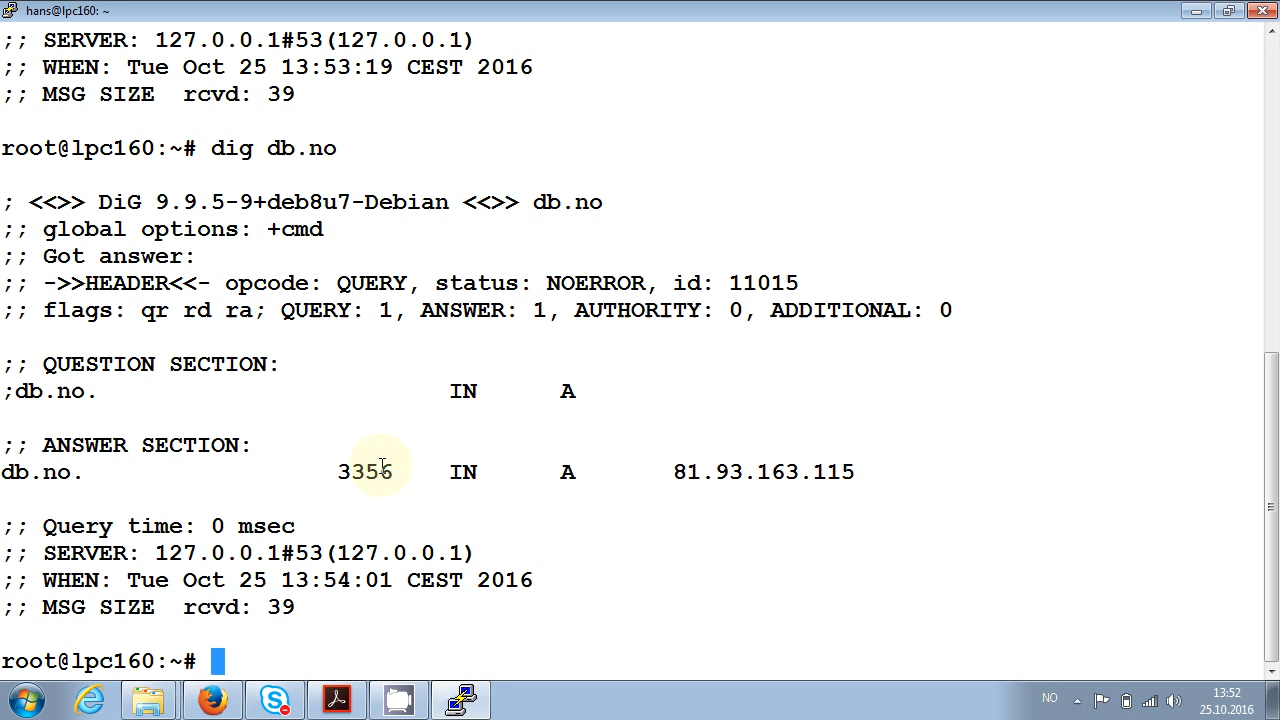 hans@lpc160: ~
;; SERVER: 127.0.0.1#53(127.0.0.1)
;; WHEN: Tue Oct 25 13:53:19 CEST 2016
;; MSG SIZE  rcvd: 39
root@lpc160:~# dig db.no
; <<>> DiG 9.9.5-9+deb8u7-Debian <<>> db.no
;; global options: +cmd
;; Got answer:
;; ->>HEADER<<- opcode: QUERY, status: NOERROR, id: 11015
;; flags: qr rd ra; QUERY: 1, ANSWER: 1, AUTHORITY: 0, ADDITIONAL: 0
;; QUESTION SECTION:
;db.no. IN A
;; ANSWER SECTION:
db.no. 3356 IN A 81.93.163.115
;; Query time: 0 msec
;; SERVER: 127.0.0.1#53(127.0.0.1)
;; WHEN: Tue Oct 25 13:54:01 CEST 2016
;; MSG SIZE  rcvd: 39
root@lpc160:~#
NO
13:52
25.10.2016